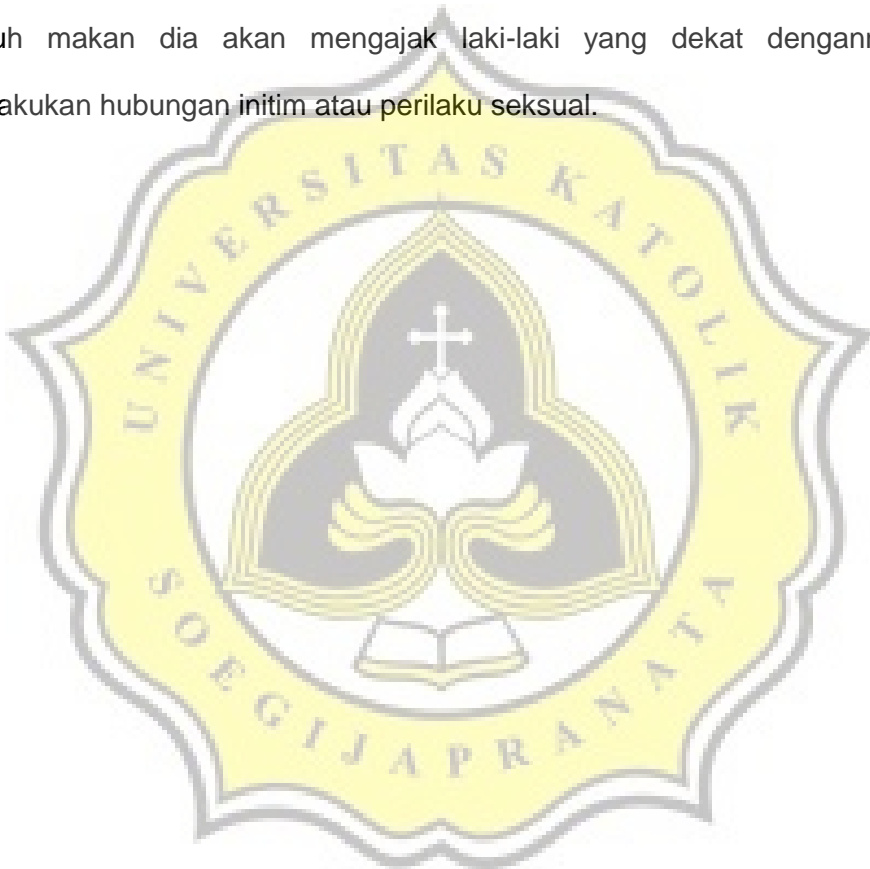 uh makan dia akan mengajak laki-laki yang dekat dengann
akukan hubungan initim atau perilaku seksual.
UNIVERSITAS KATOLIK
SOEGIJAPRANATA